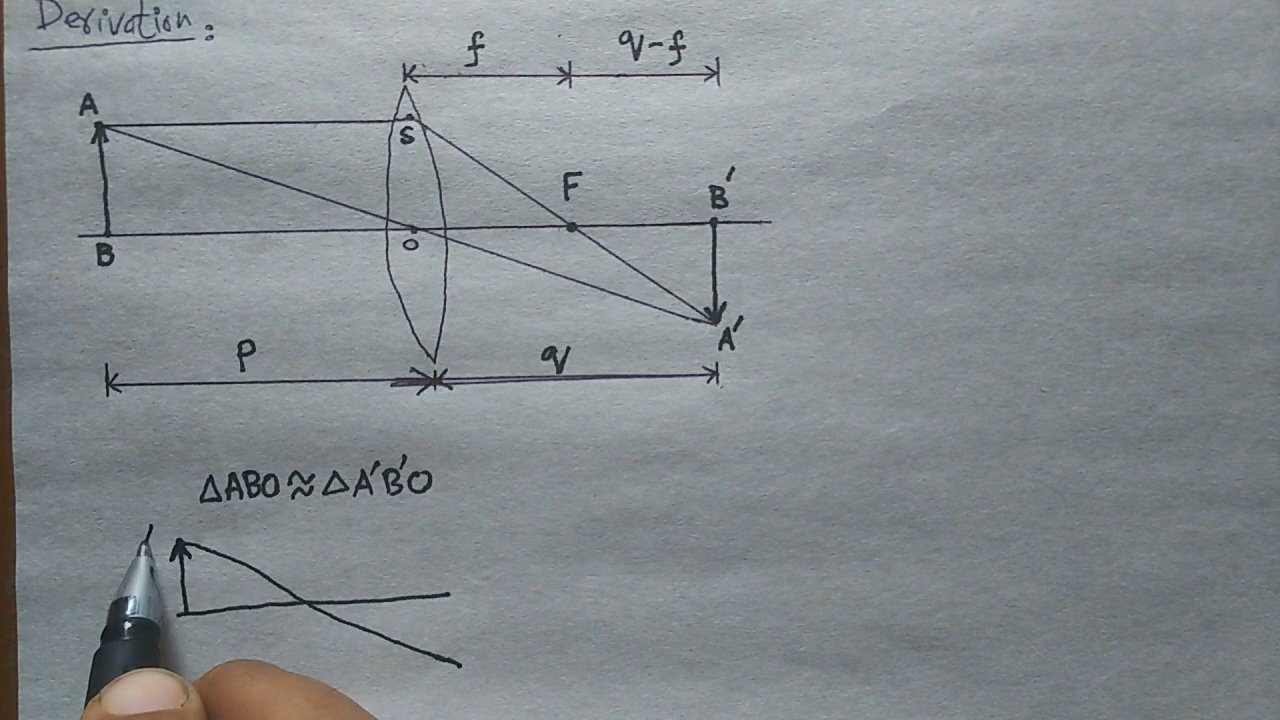 Derivation:
f q-f
A
S
F B'
B O
A'
P q
ΔABO≈ΔA'B'O